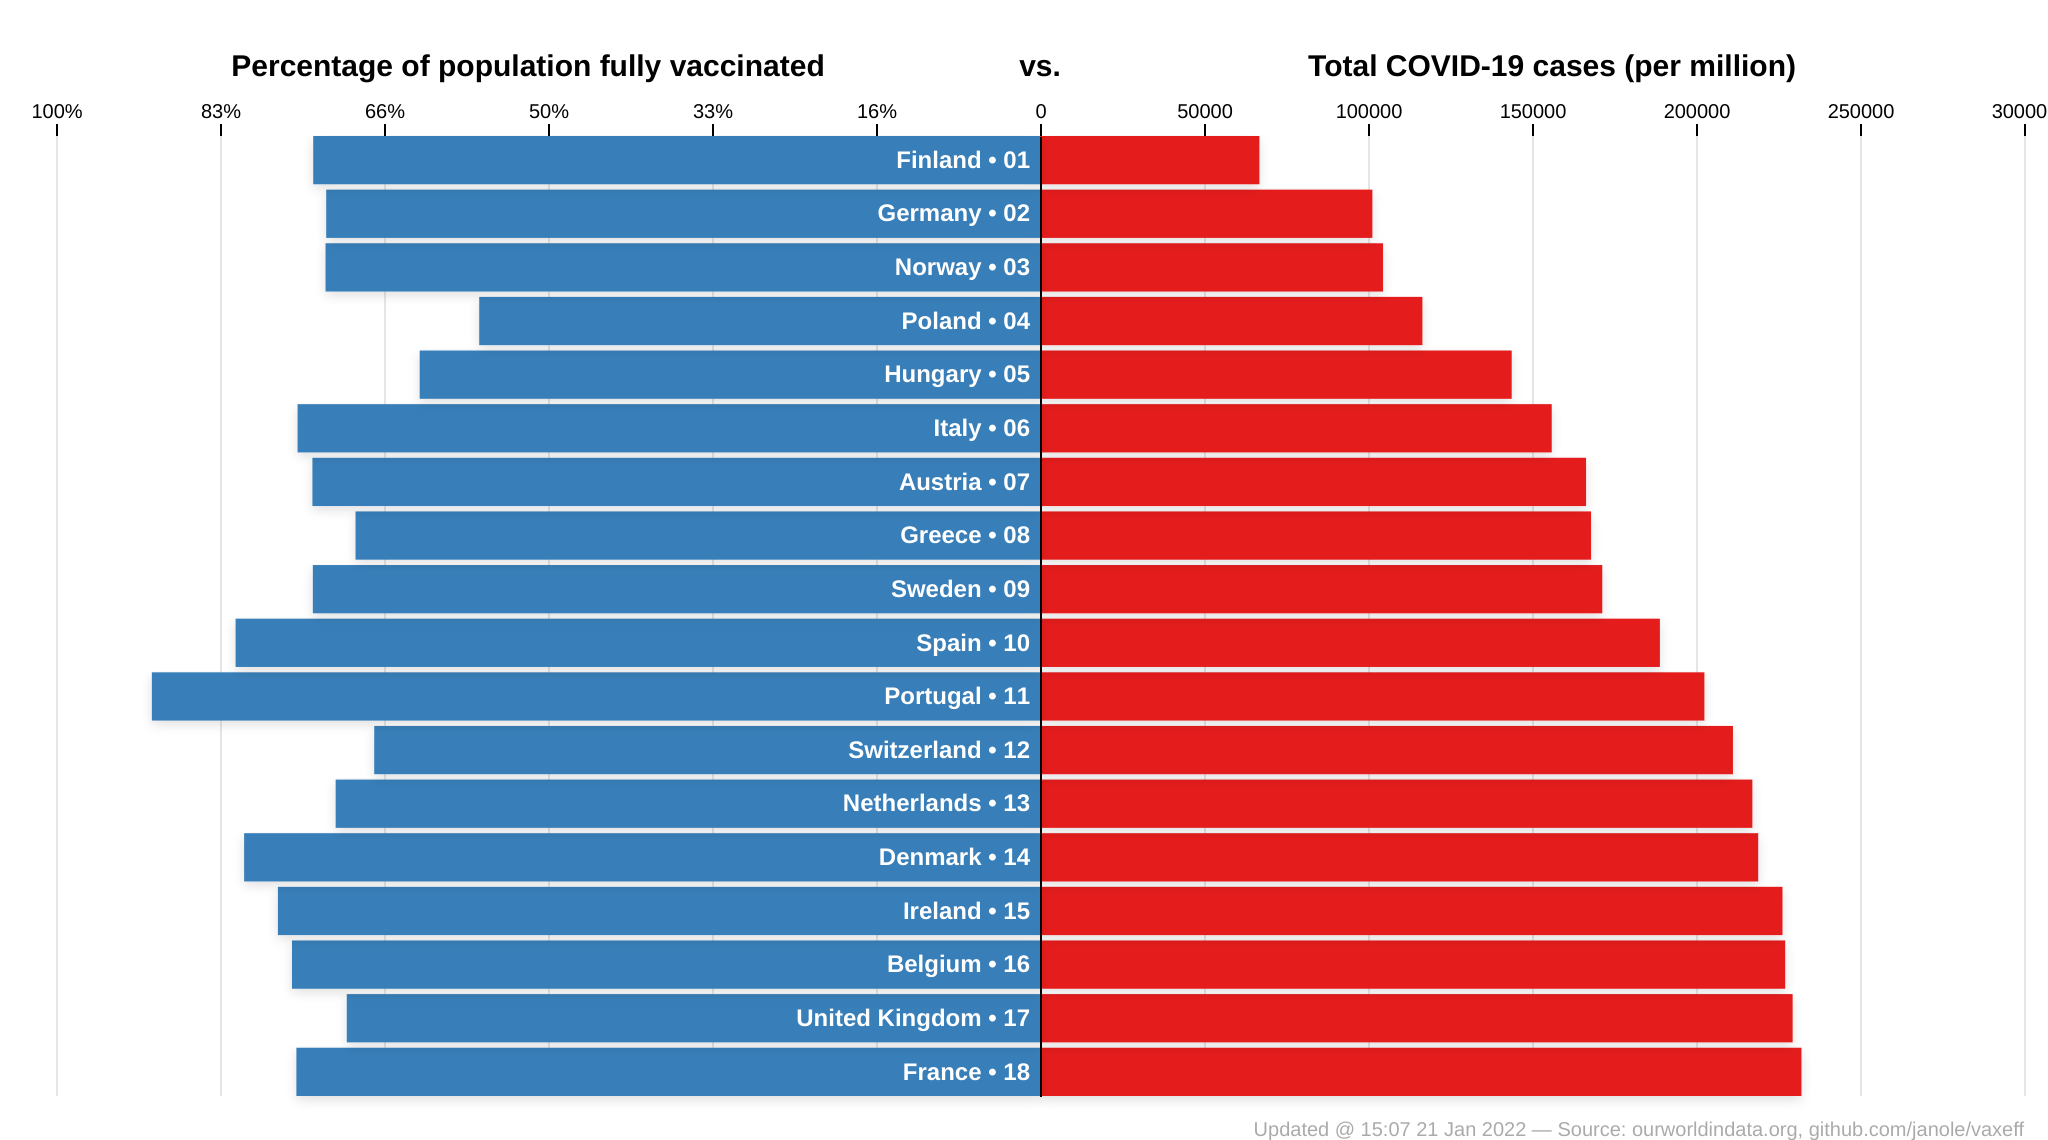 Percentage of population fully vaccinated vs. Total COVID-19 cases (per million)
100% 83% 66% 50% 33% 16% 0 50000 100000 150000 200000 250000 30000
Finland • 01
Germany • 02
Norway • 03
Poland • 04
Hungary • 05
Italy • 06
Austria • 07
Greece • 08
Sweden • 09
Spain • 10
Portugal • 11
Switzerland • 12
Netherlands • 13
Denmark • 14
Ireland • 15
Belgium • 16
United Kingdom • 17
France • 18
Updated @ 15:07 21 Jan 2022 — Source: ourworldindata.org, github.com/janole/vaxeff